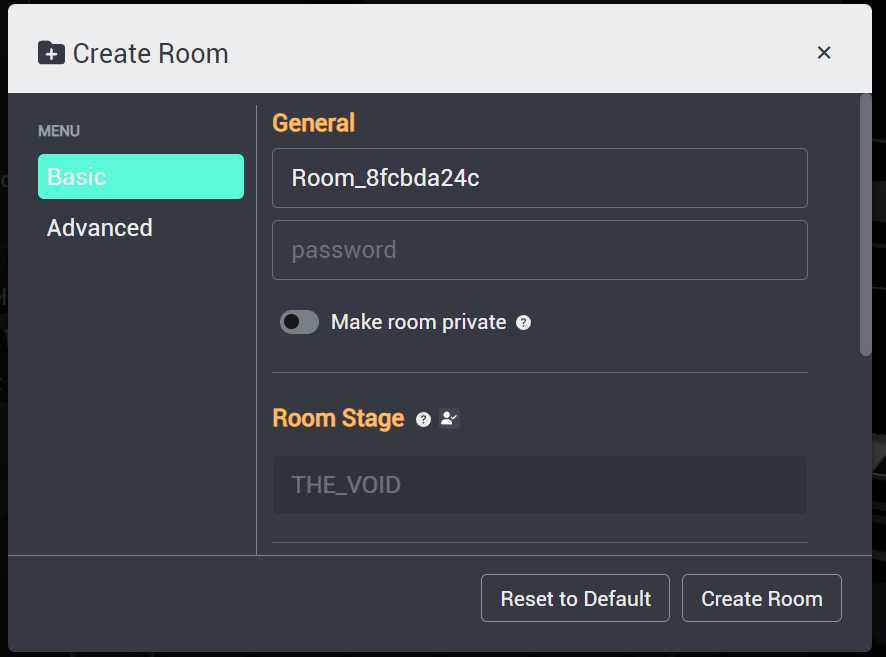 Create Room
MENU
Basic
Advanced
General
Room_8fcbda24c
password
Make room private
Room Stage
THE_VOID
Reset to Default
Create Room